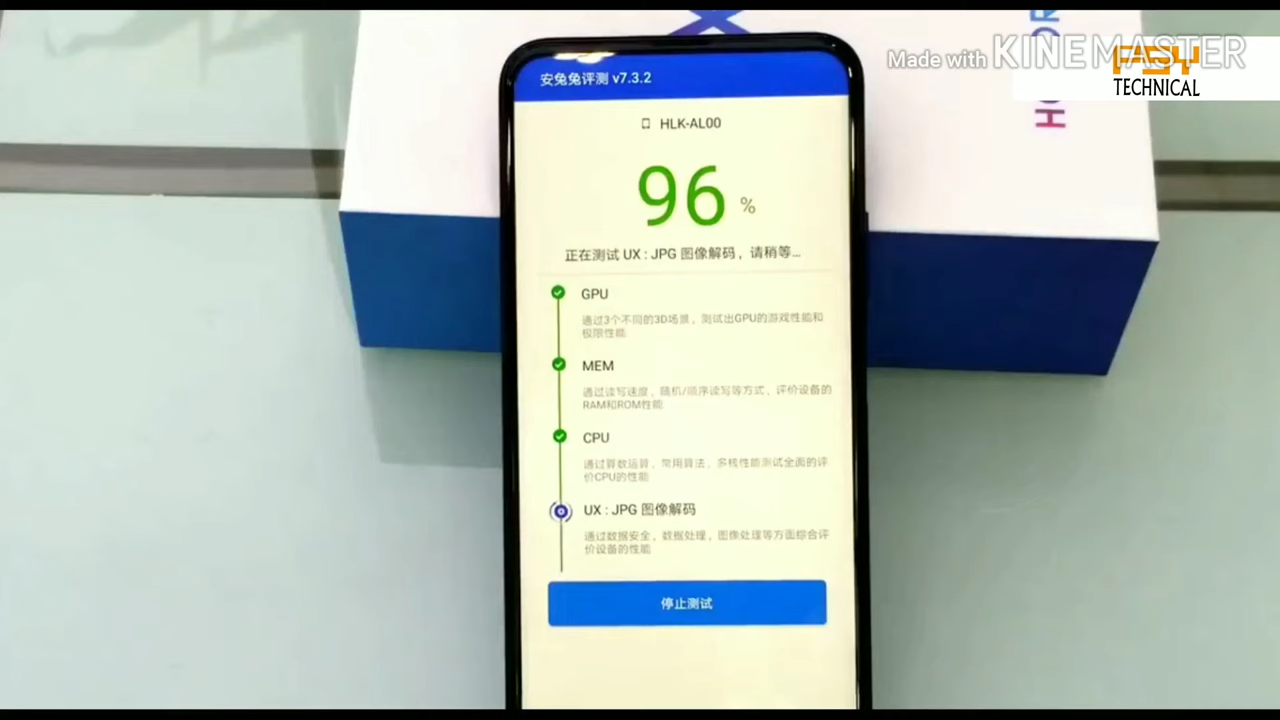 Made with KINEMASTER
PSY
TECHNICAL
HONOR
X
安兔兔评测 v7.3.2
HLK-AL00
96 %
正在测试 UX : JPG 图像解码，请稍等...
GPU
通过3个不同的3D场景，测试出GPU的游戏性能和
极限性能
MEM
通过读写速度，随机/顺序读写等方式，评价设备的
RAM和ROM性能
CPU
通过算数运算，常用算法，多核性能测试全面的评
价CPU的性能
UX : JPG 图像解码
通过数据安全，数据处理，图像处理等方面综合评
价设备的性能
停止测试